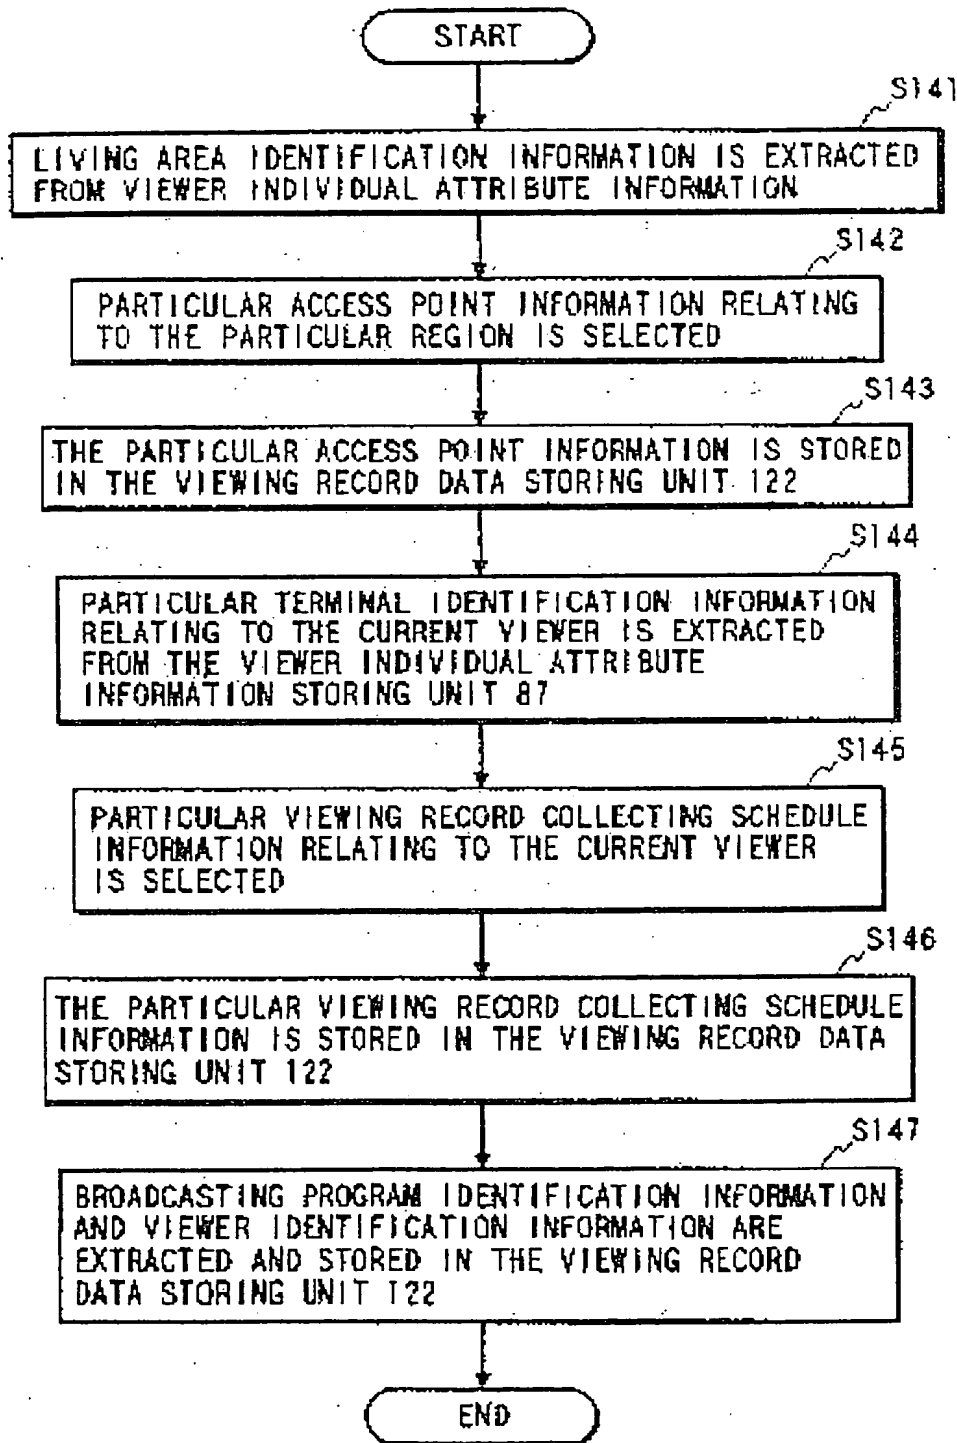 START
S141
LIVING AREA IDENTIFICATION INFORMATION IS EXTRACTED
FROM VIEWER INDIVIDUAL ATTRIBUTE INFORMATION
S142
PARTICULAR ACCESS POINT INFORMATION RELATING
TO THE PARTICULAR REGION IS SELECTED
S143
THE PARTICULAR ACCESS POINT INFORMATION IS STORED
IN THE VIEWING RECORD DATA STORING UNIT 122
S144
PARTICULAR TERMINAL IDENTIFICATION INFORMATION
RELATING TO THE CURRENT VIEWER IS EXTRACTED
FROM THE VIEWER INDIVIDUAL ATTRIBUTE
INFORMATION STORING UNIT 87
S145
PARTICULAR VIEWING RECORD COLLECTING SCHEDULE
INFORMATION RELATING TO THE CURRENT VIEWER
IS SELECTED
S146
THE PARTICULAR VIEWING RECORD COLLECTING SCHEDULE
INFORMATION IS STORED IN THE VIEWING RECORD DATA
STORING UNIT 122
S147
BROADCASTING PROGRAM IDENTIFICATION INFORMATION
AND VIEWER IDENTIFICATION INFORMATION ARE
EXTRACTED AND STORED IN THE VIEWING RECORD
DATA STORING UNIT 122
END